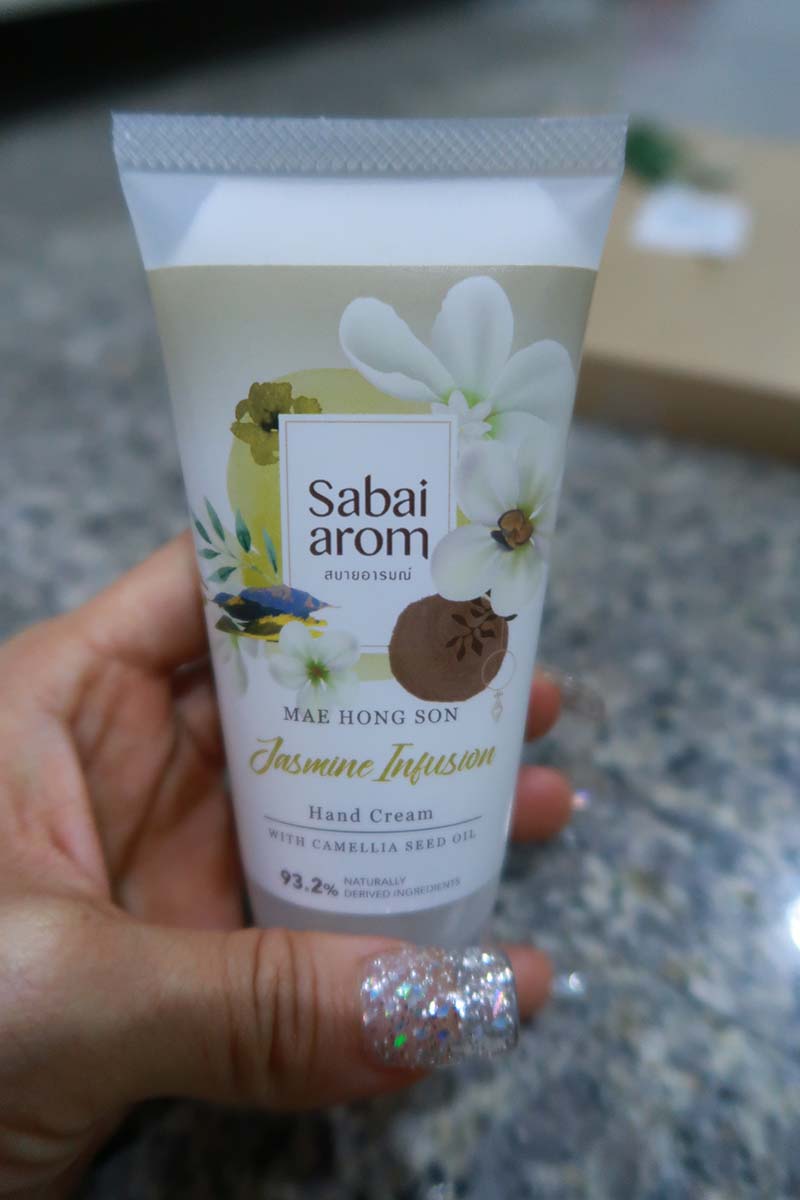 Sabai
arom
สบายอารมณ์
MAE HONG SON
Jasmine Infusion
Hand Cream
WITH CAMELLIA SEED OIL
93.2% NATURALLY
DERIVED INGREDIENTS